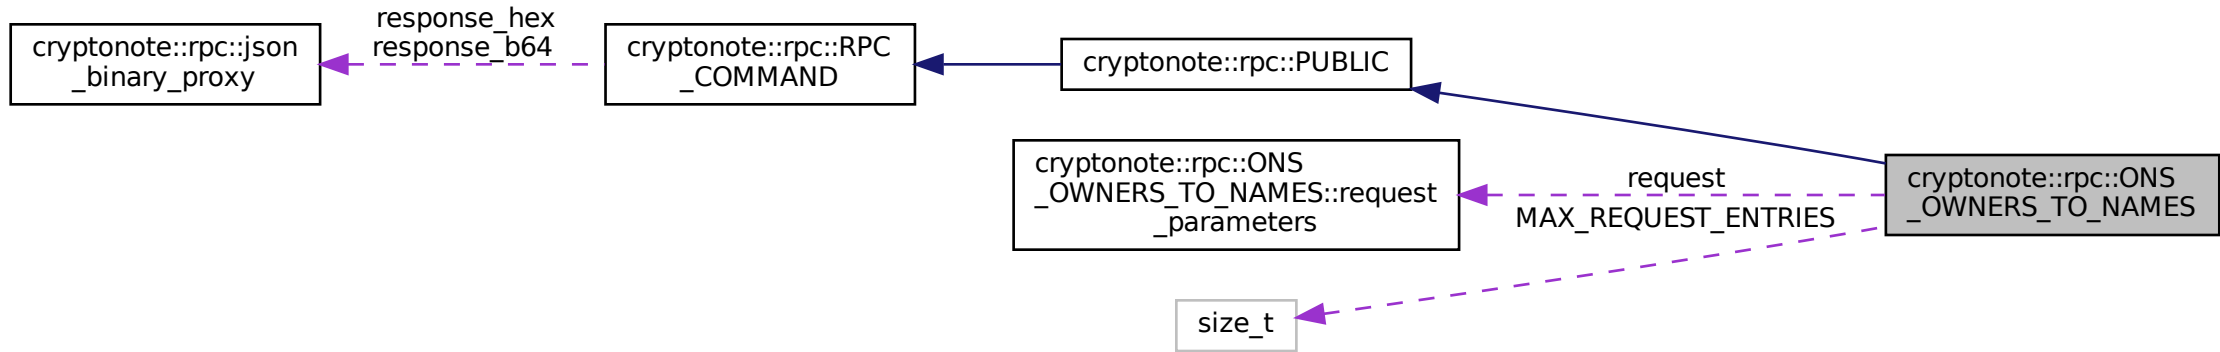 response_hex
response_b64
cryptonote::rpc::json
_binary_proxy
cryptonote::rpc::RPC
_COMMAND
cryptonote::rpc::PUBLIC
cryptonote::rpc::ONS
_OWNERS_TO_NAMES::request
_parameters
request
MAX_REQUEST_ENTRIES
cryptonote::rpc::ONS
_OWNERS_TO_NAMES
size_t